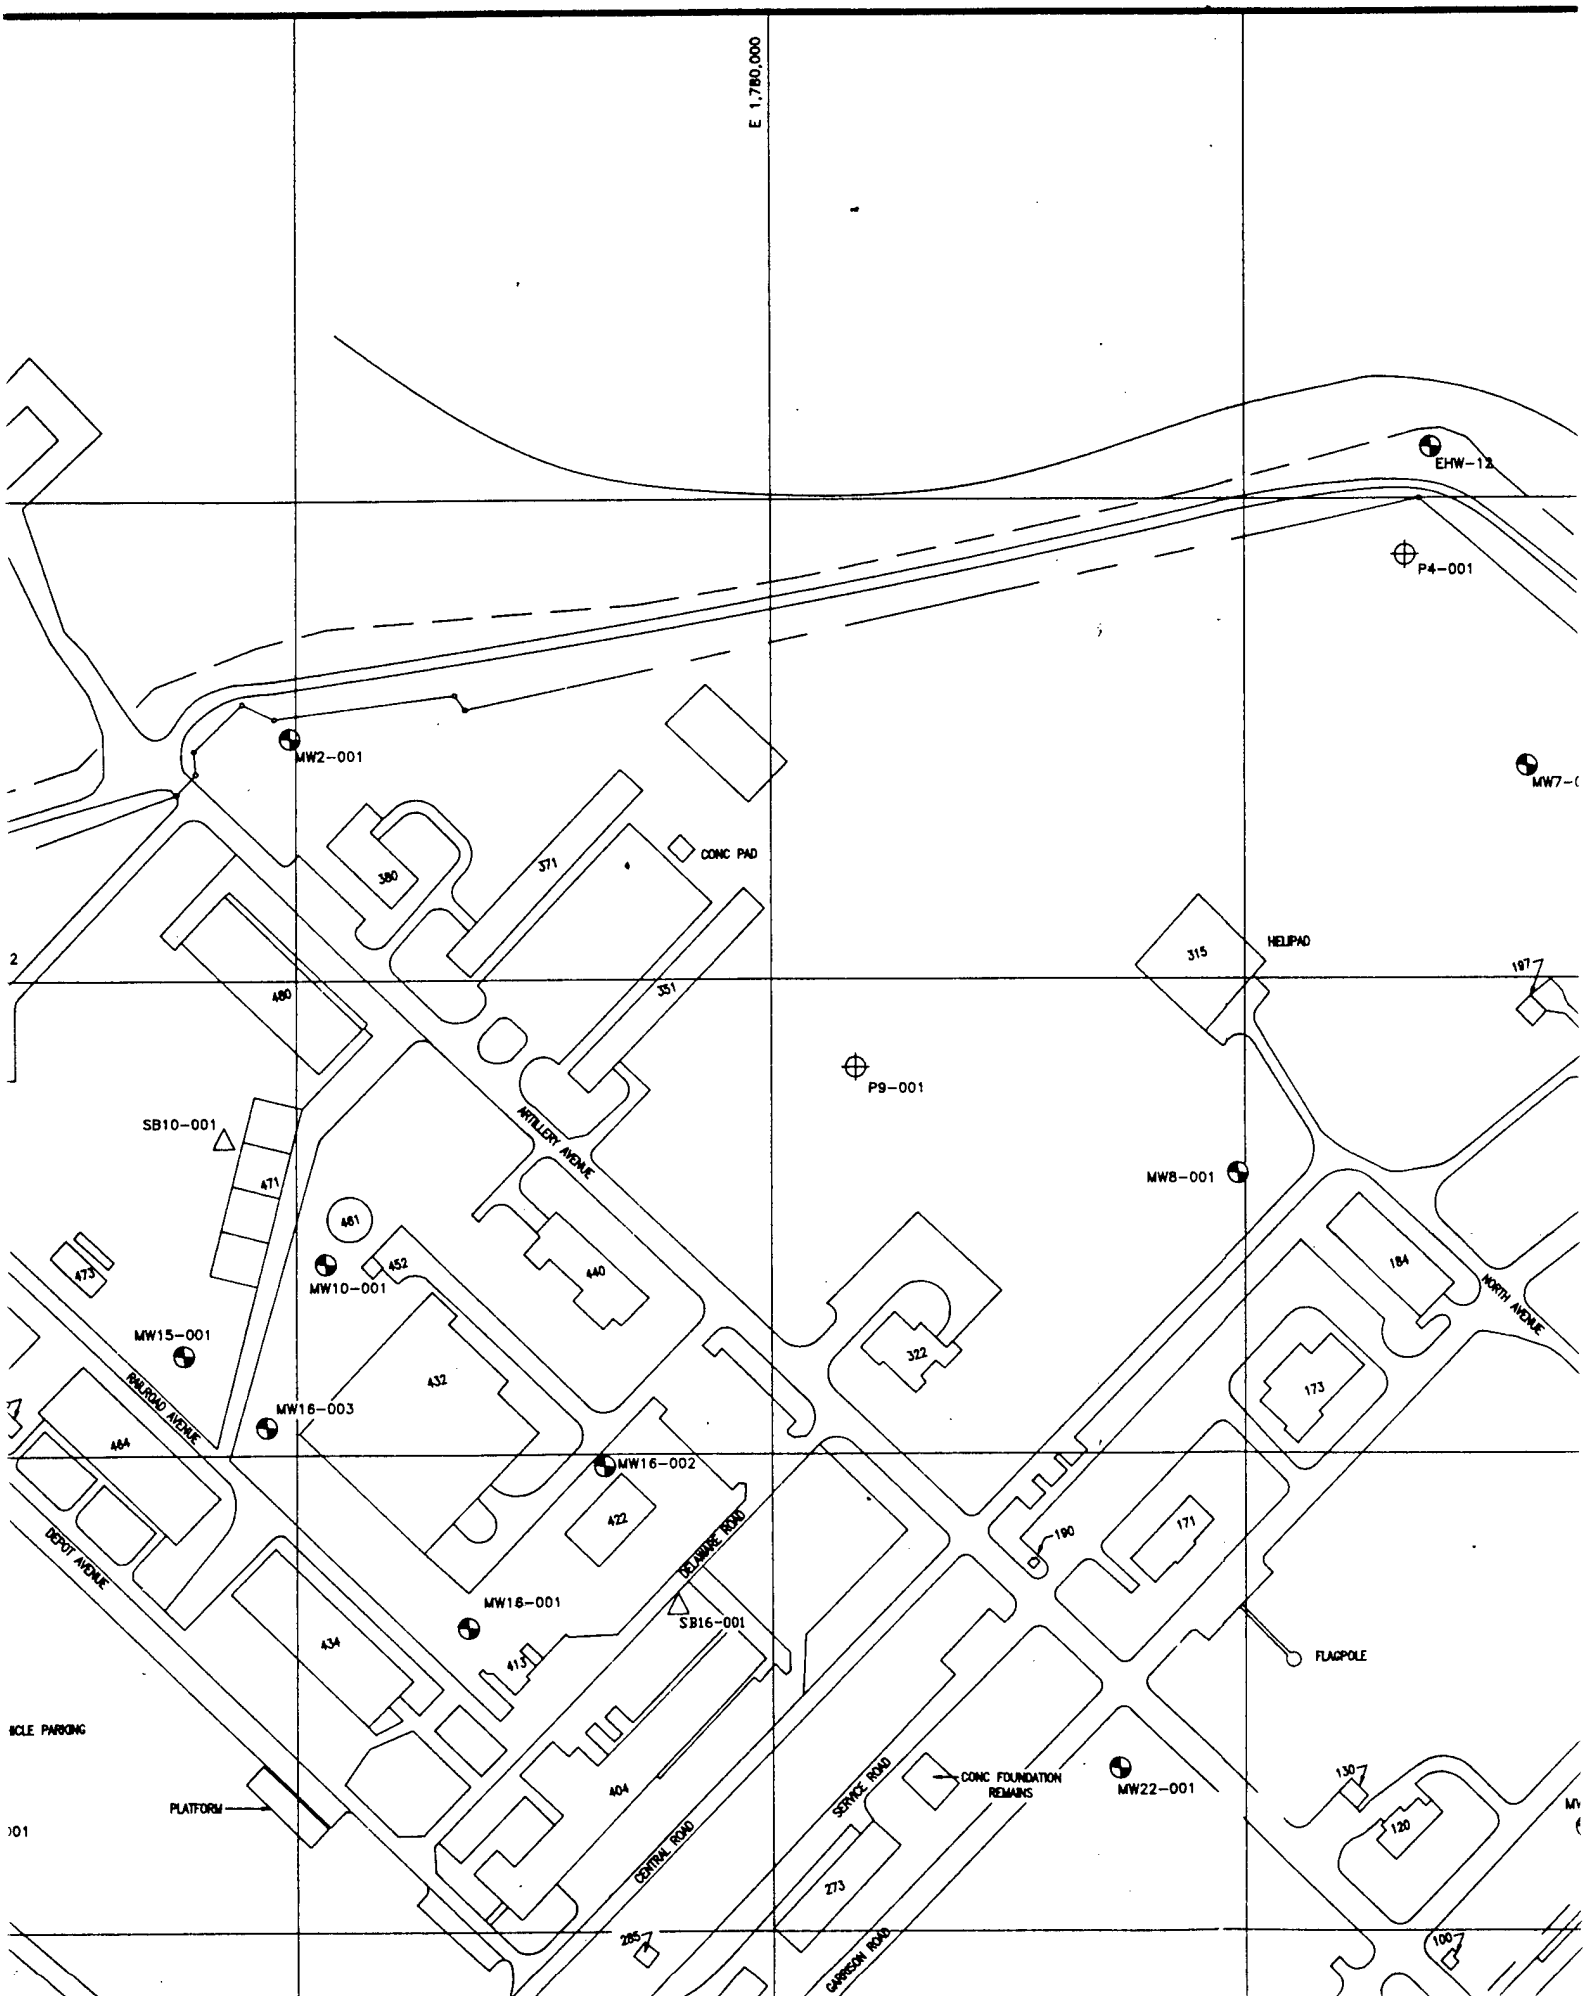 E 1,780,000
EHW-12
P4-001
MW2-001
CONC PAD
371
380
315
HELIPAD
2
197
351
480
P9-001
SB10-001
ARTILLERY AVENUE
MW8-001
471
461
452
473
440
184
MW10-001
NORTH AVENUE
MW15-001
322
432
173
RAILROAD AVENUE
MW16-003
464
MW16-002
422
171
DELAWARE ROAD
190
DEPOT AVENUE
SB16-001
434
413
FLAGPOLE
404
SERVICE ROAD
CONC FOUNDATION
REMAINS
130
MW22-001
PLATFORM
120
CENTRAL ROAD
273
285
GARRISON ROAD
100
PARKING